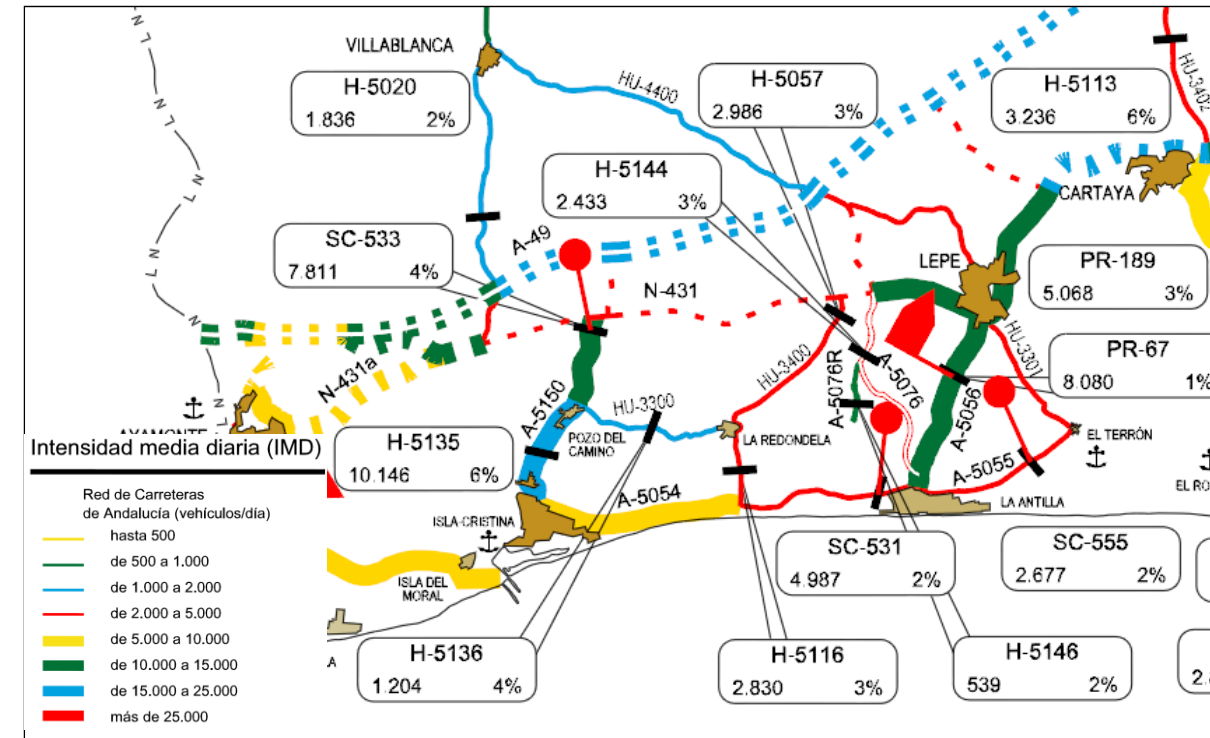 VILLABLANCA
HU-4400
H-5057
2.986 3%
H-5020
1.836 2%
H-5113
3.236 6%
HU-3402
H-5144
2.433 3%
CARTAYA
SC-533
7.811 4%
A-49
LEPE
PR-189
5.068 3%
N-431
N-431a
HU-3400
A-5076R
A-5076
HU-3301
PR-67
8.080 1%
A-5150
HU-3300
A-5056
POZO DEL
CAMINO
LA REDONDELA
EL TERRÓN
H-5135
10.146 6%
A-5054
A-5055
LA ANTILLA
ISLA-CRISTINA
ISLA DEL
MORAL
SC-531
4.987 2%
SC-555
2.677 2%
H-5136
1.204 4%
H-5116
2.830 3%
H-5146
539 2%
Intensidad media diaria (IMD)
Red de Carreteras
de Andalucía (vehículos/día)
hasta 500
de 500 a 1.000
de 1.000 a 2.000
de 2.000 a 5.000
de 5.000 a 10.000
de 10.000 a 15.000
de 15.000 a 25.000
más de 25.000